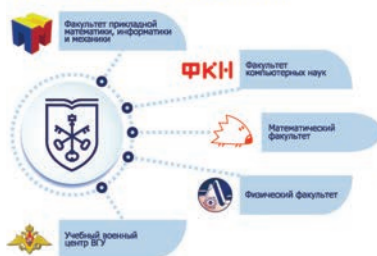 Факультет прикладной
математики, информатики
и механики
ФКН
Факультет
компьютерных наук
Математический
факультет
Физический факультет
Учебный военный
центр ВГУ